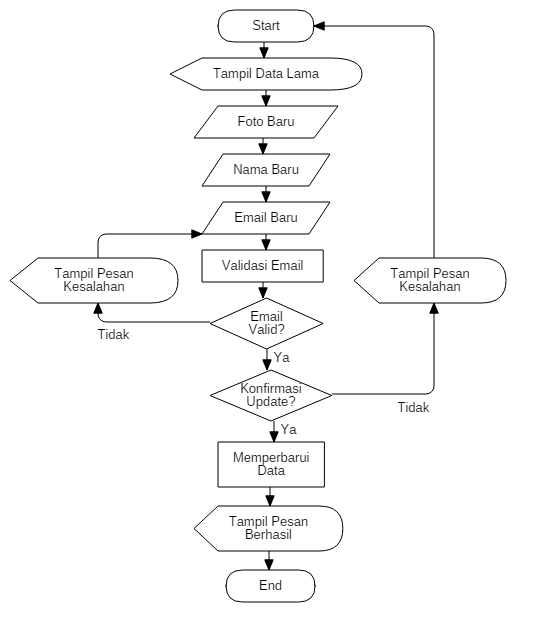 Start
Tampil Data Lama
Foto Baru
Nama Baru
Email Baru
Validasi Email
Tampil Pesan
Kesalahan
Tampil Pesan
Kesalahan
Email
Valid?
Tidak
Ya
Konfirmasi
Update?
Tidak
Ya
Memperbarui
Data
Tampil Pesan
Berhasil
End